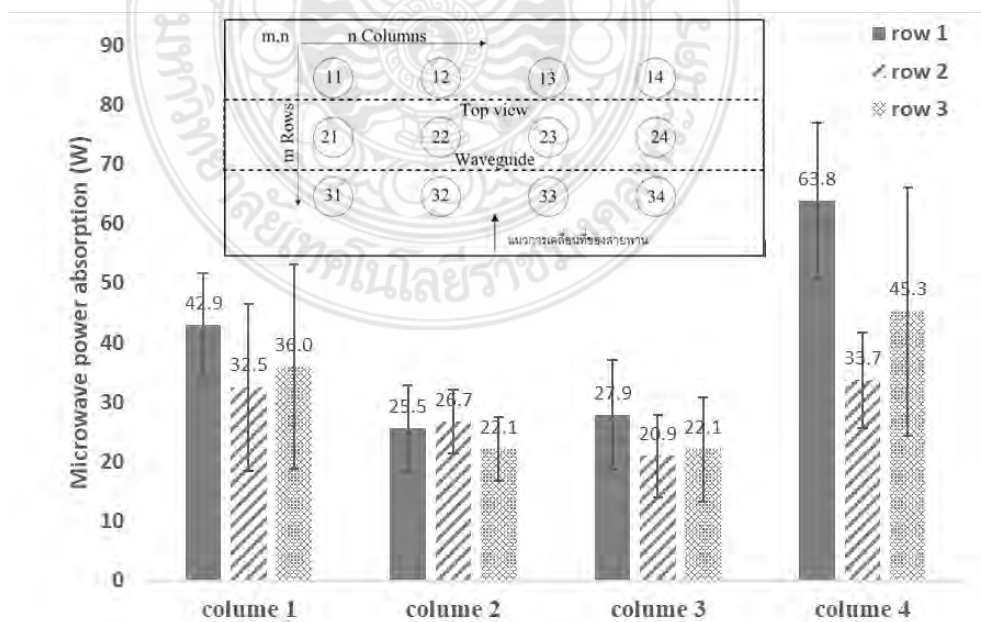 m,n n Columns
11 12 13 14
Top view
m Rows
21 22 23 24
Waveguide
31 32 33 34
แนวการเคลื่อนที่ของสายพาน
row 1
row 2
row 3
Microwave power absorption (W)
90
80
70
60
50
40
30
20
10
0
42.9 32.5 36.0
25.5 26.7 22.1
27.9 20.9 22.1
63.8 33.7 45.3
colume 1 colume 2 colume 3 colume 4